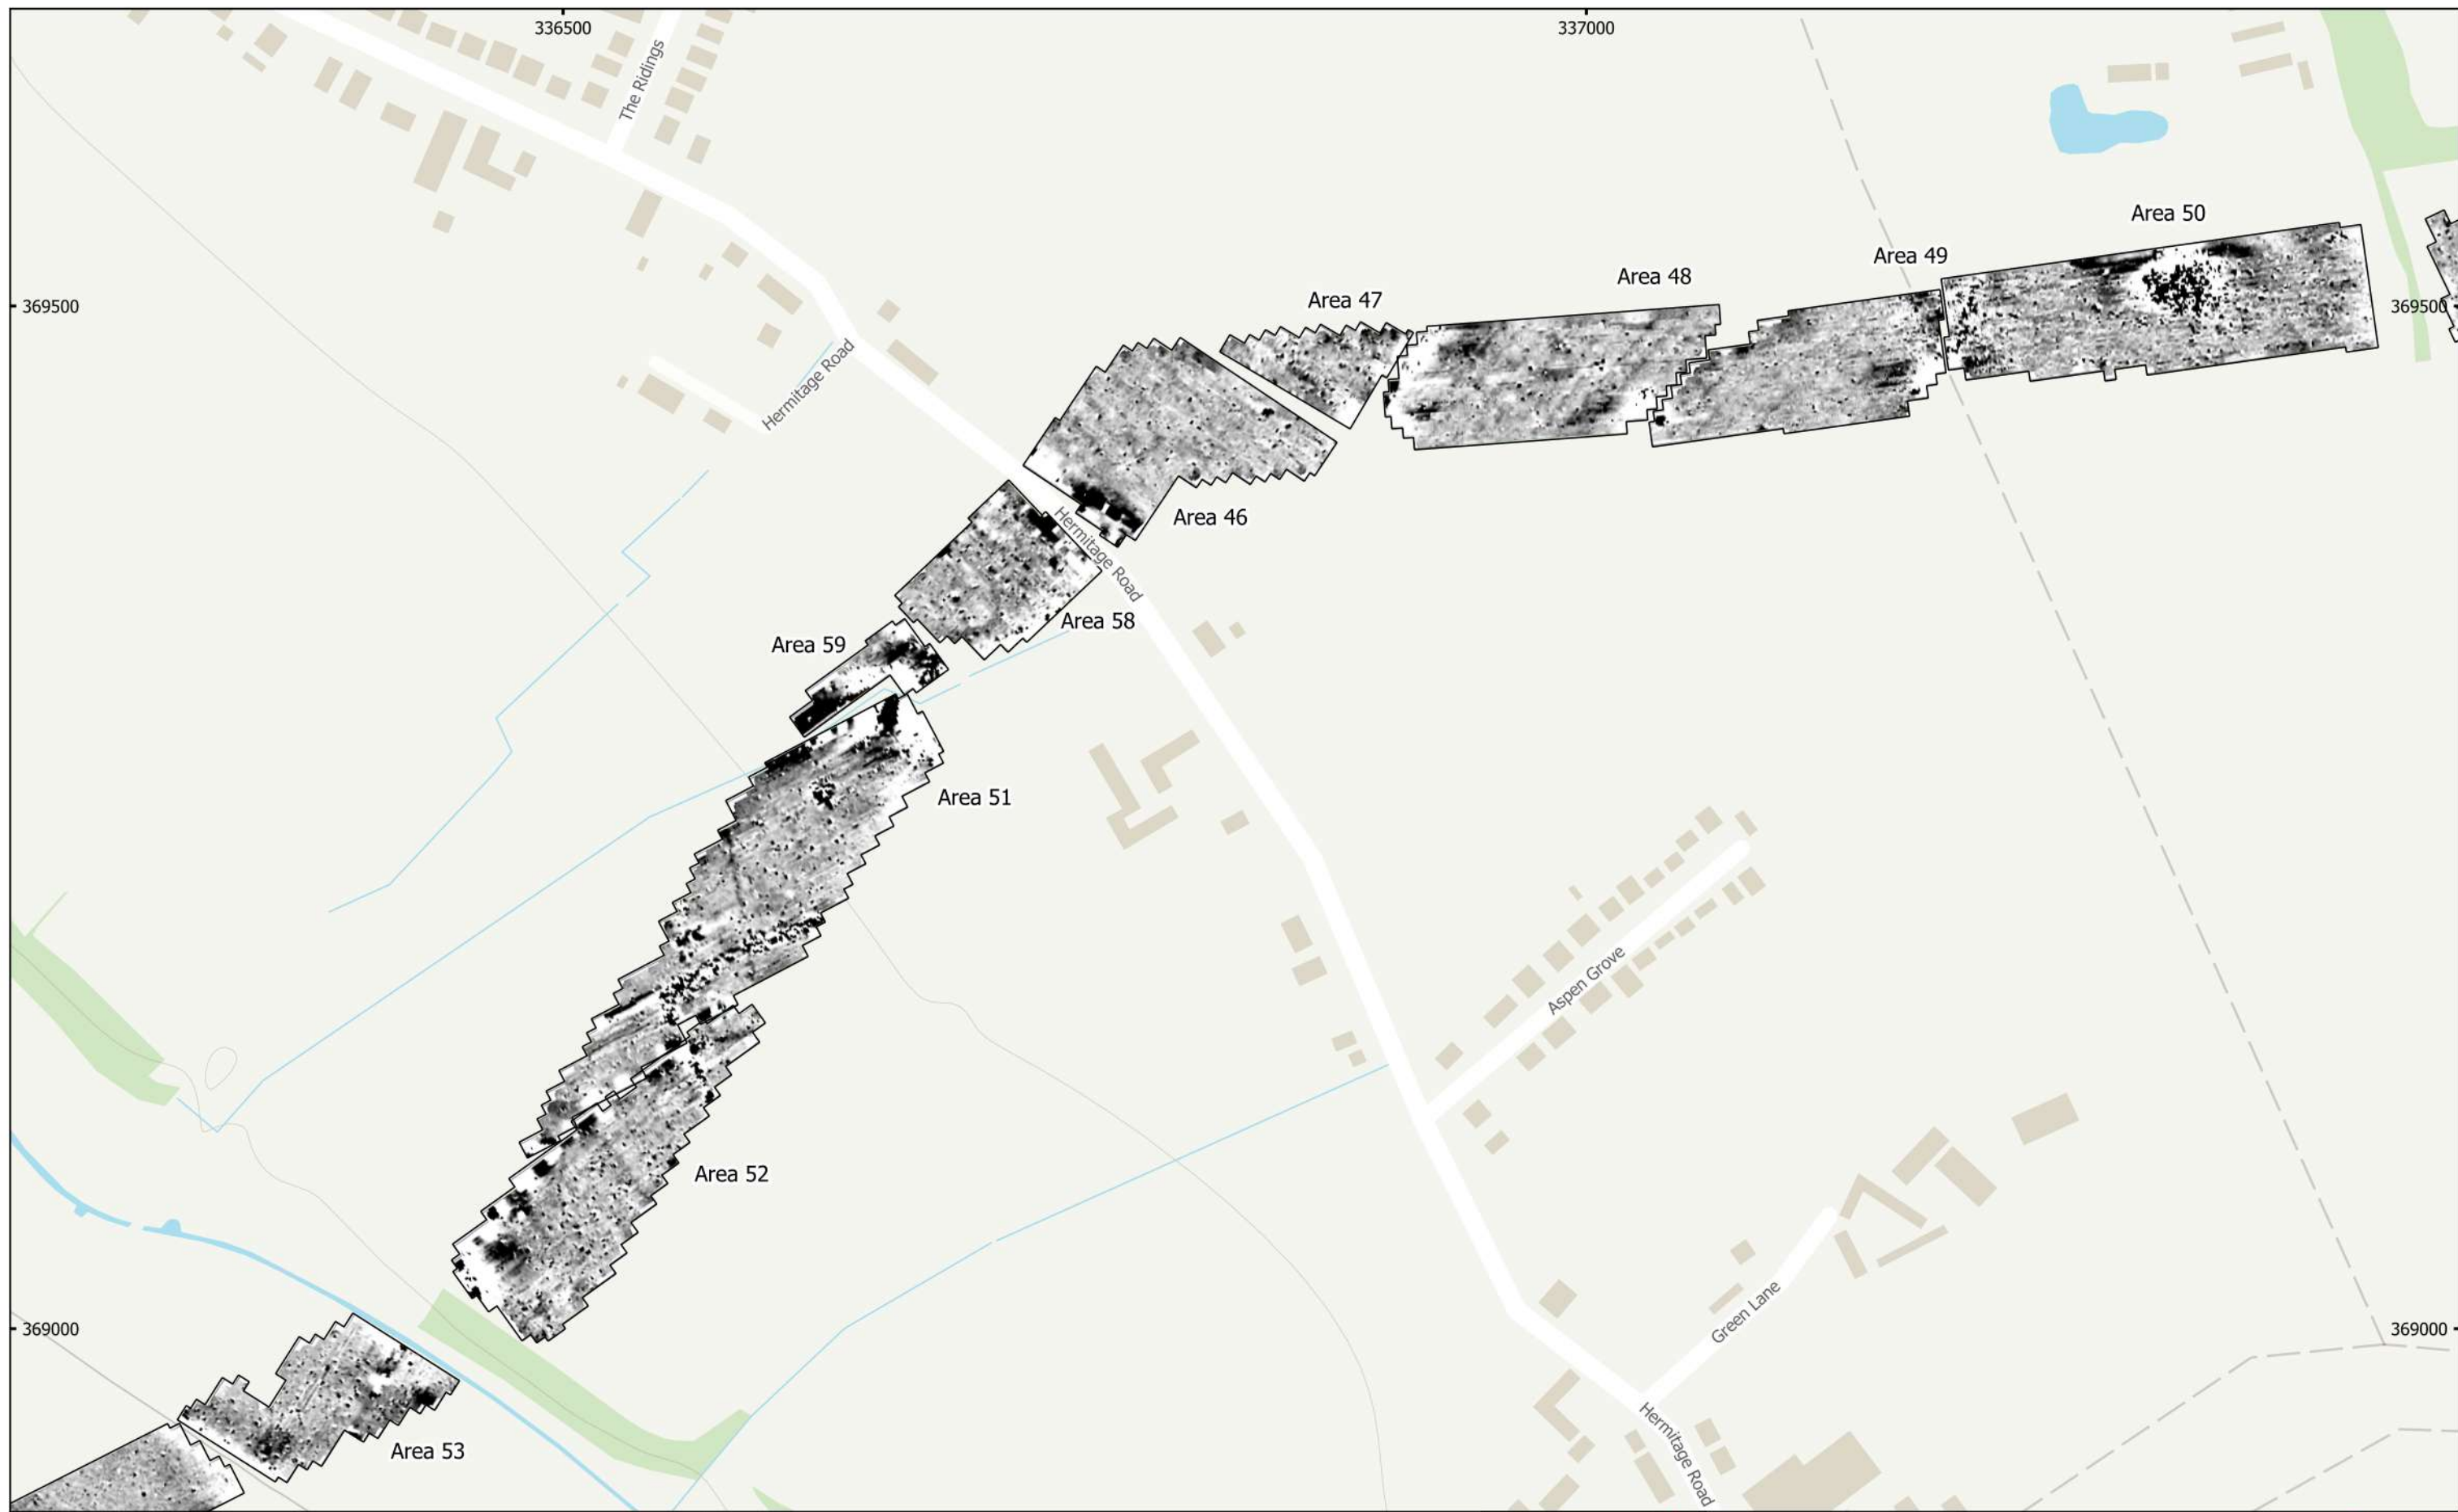 336500
337000
The Ridings
Area 50
Area 49
Area 48
Area 47
369500
369500
Hermitage Road
Area 46
Hermitage Road
Area 58
Area 59
Area 51
Aspen Grove
Area 52
Green Lane
369000
369000
Hermitage Road
Area 53